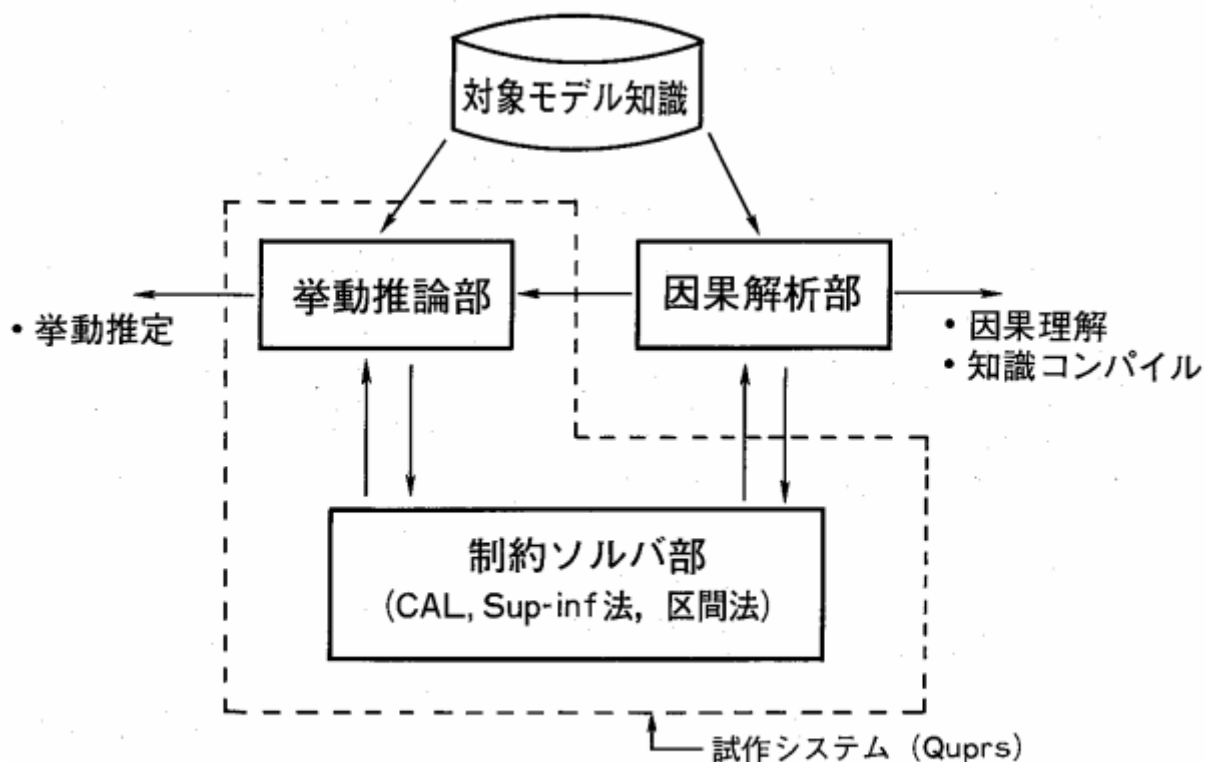 対象モデル知識
挙動推論部
因果解析部
・挙動推定
・因果理解
・知識コンパイル
制約ソルバ部
(CAL, Sup-inf法, 区間法)
試作システム (Quprs)